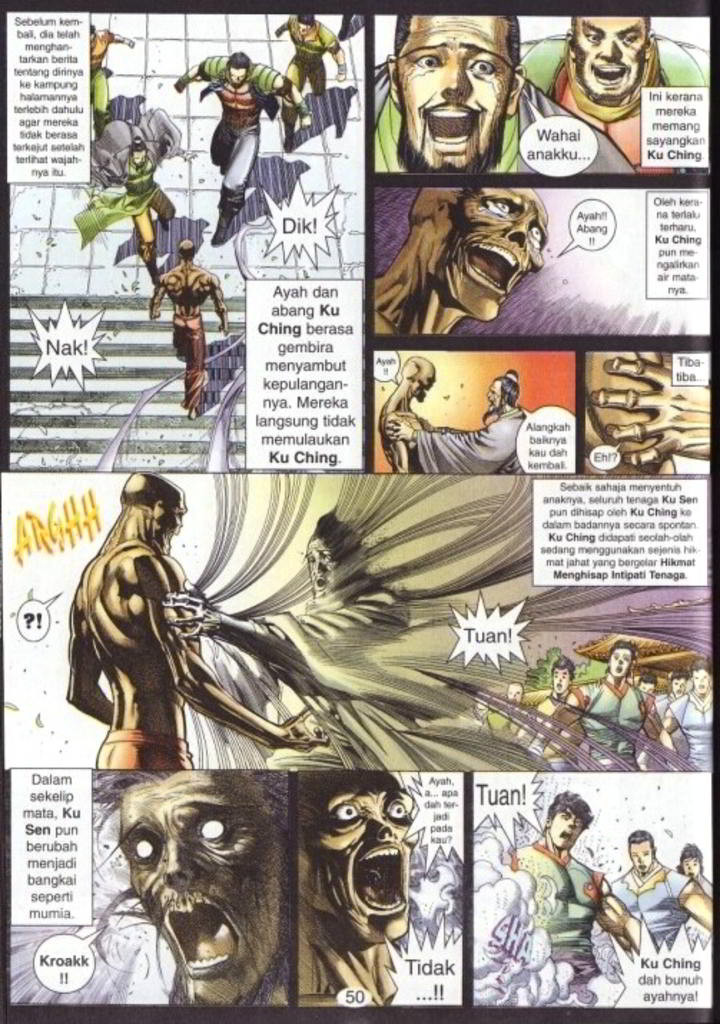 Sebelum kem-
bali, dia telah
menghan-
tarkan berita
tentang dirinya
ke kampung
halamannya
terlebih dahulu
agar mereka
tidak berasa
terkejut setelah
terlihat wajah-
nya itu.
Dik!
Nak!
Ayah dan
abang Ku
Ching berasa
gembira
menyambut
kepulangan-
nya. Mereka
langsung tidak
memulaukan
Ku Ching.
Wahai
anakku...
Ini kerana
mereka
memang
sayangkan
Ku Ching.
Ayah!!
Abang
!!
Oleh kera-
na terlalu
terharu,
Ku Ching
pun me-
ngalirkan
air mata-
nya.
Ayah
!!
Alangkah
baiknya
kau dah
kembali.
Tiba-
tiba...
Eh!?
ARGHH
?!
Sebaik sahaja menyentuh
anaknya, seluruh tenaga Ku Sen
pun dihisap oleh Ku Ching ke
dalam badannya secara spontan.
Ku Ching didapati seolah-olah
sedang menggunakan sejenis hik-
mat jahat yang bergelar Hikmat
Menghisap Intipati Tenaga.
Tuan!
Dalam
sekelip
mata, Ku
Sen pun
berubah
menjadi
bangkai
seperti
mumia.
Kroakk
!!
Ayah,
a... apa
dah ter-
jadi
pada
kau?
Tidak
...!!
Tuan!
Ku Ching
dah bunuh
ayahnya!
50